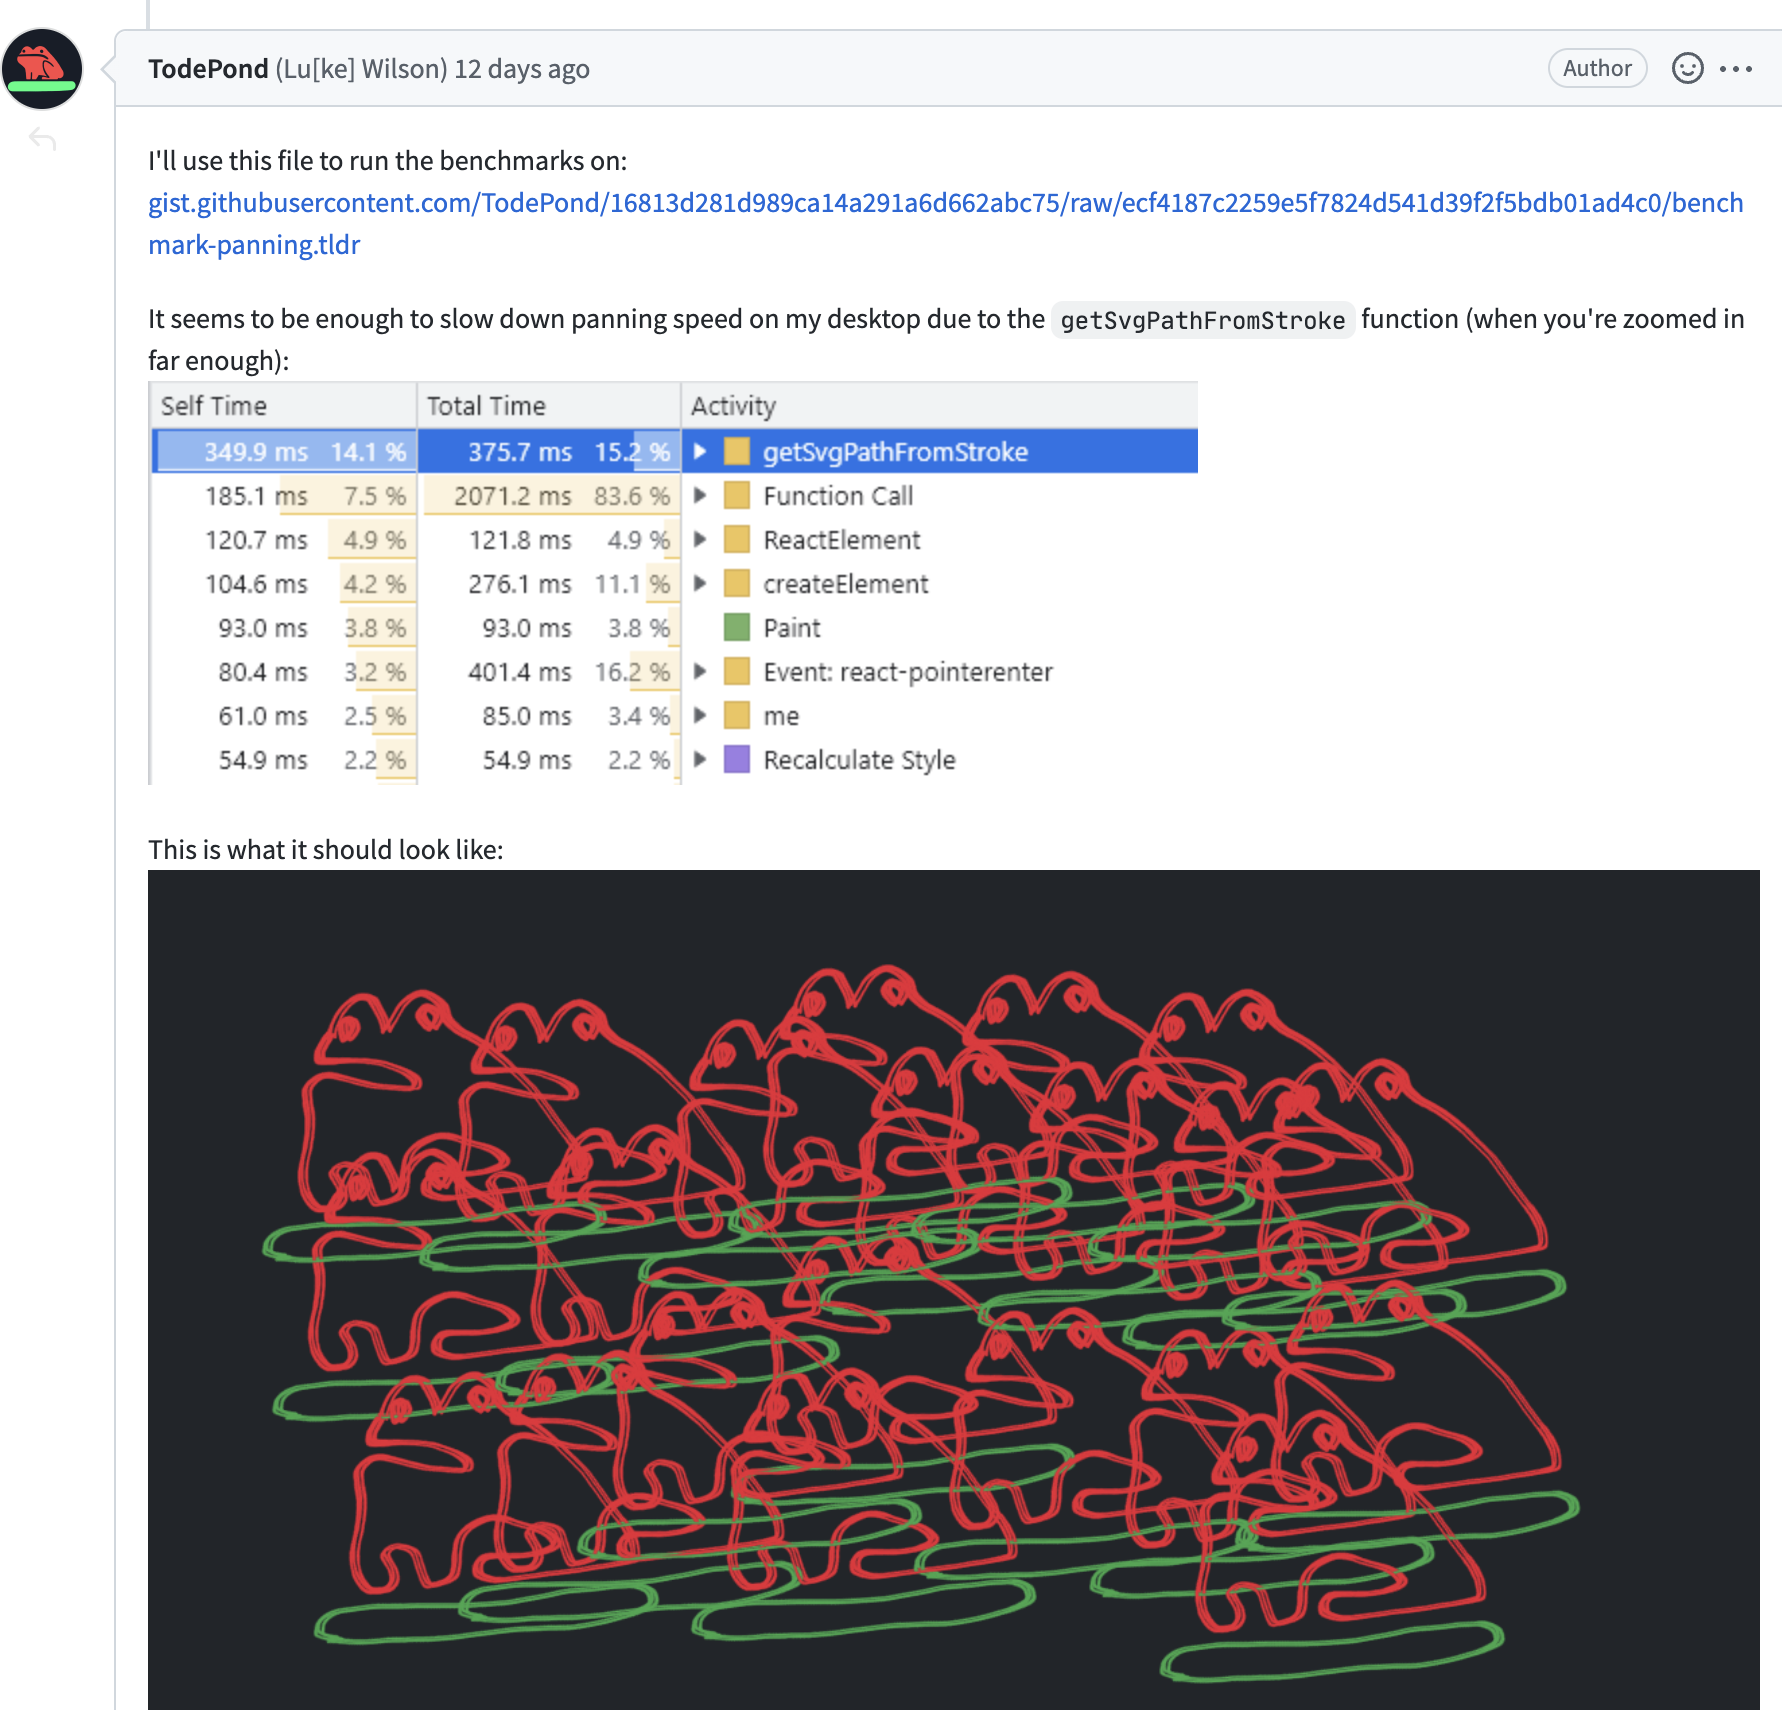 TodePond (Lu[ke] Wilson) 12 days ago Author
I'll use this file to run the benchmarks on:
gist.githubusercontent.com/TodePond/16813d281d989ca14a291a6d662abc75/raw/ecf4187c2259e5f7824d541d39f2f5bdb01ad4c0/bench
mark-panning.tldr
It seems to be enough to slow down panning speed on my desktop due to the getSvgPathFromStroke function (when you're zoomed in
far enough):
Self Time Total Time Activity
349.9 ms 14.1 % 375.7 ms 15.2 % getSvgPathFromStroke
185.1 ms 7.5 % 2071.2 ms 83.6 % Function Call
120.7 ms 4.9 % 121.8 ms 4.9 % ReactElement
104.6 ms 4.2 % 276.1 ms 11.1 % createElement
93.0 ms 3.8 % 93.0 ms 3.8 % Paint
80.4 ms 3.2 % 401.4 ms 16.2 % Event: react-pointerenter
61.0 ms 2.5 % 85.0 ms 3.4 % me
54.9 ms 2.2 % 54.9 ms 2.2 % Recalculate Style
This is what it should look like: